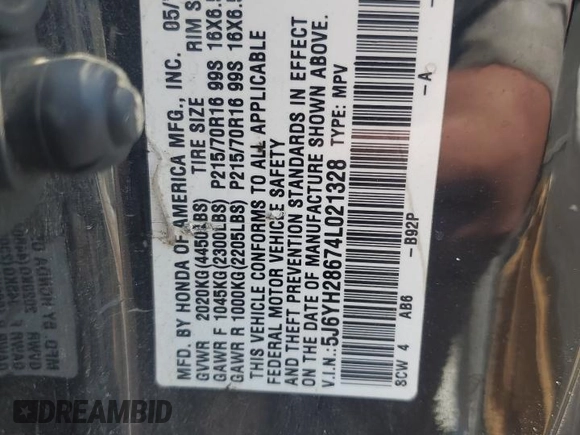 MFD. BY HONDA OF AMERICA MFG., INC. 05/
GVWR 2020KG(4450LBS) TIRE SIZE RIM S
GAWR F 1045KG(2300LBS) P215/70R16 99S 16X6.5
GAWR R 1000KG(2205LBS) P215/70R16 99S 16X6.5
THIS VEHICLE CONFORMS TO ALL APPLICABLE
FEDERAL MOTOR VEHICLE SAFETY
AND THEFT PREVENTION STANDARDS IN EFFECT
ON THE DATE OF MANUFACTURE SHOWN ABOVE.
V.I.N.:5J6YH28674L021328 TYPE: MPV
8CW 4 AB6 -B92P -A
DREAMBID